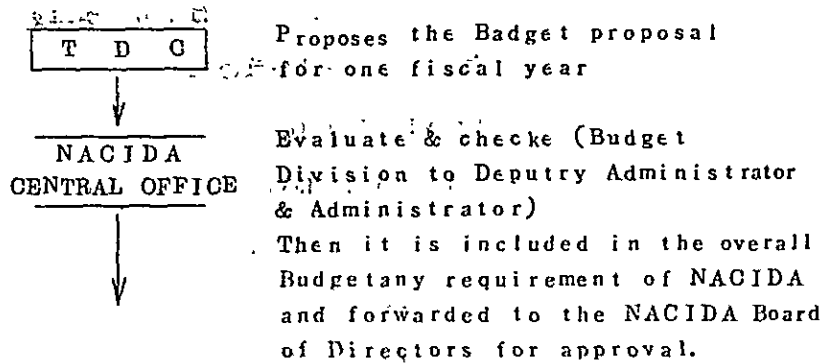 T D C
Proposes the Badget proposal
for one fiscal year
NACIDA
CENTRAL OFFICE
Evaluate & checke (Budget
Division to Deputry Administrator
& Administrator)
Then it is included in the overall
Budgetany requirement of NACIDA
and forwarded to the NACIDA Board
of Directors for approval.